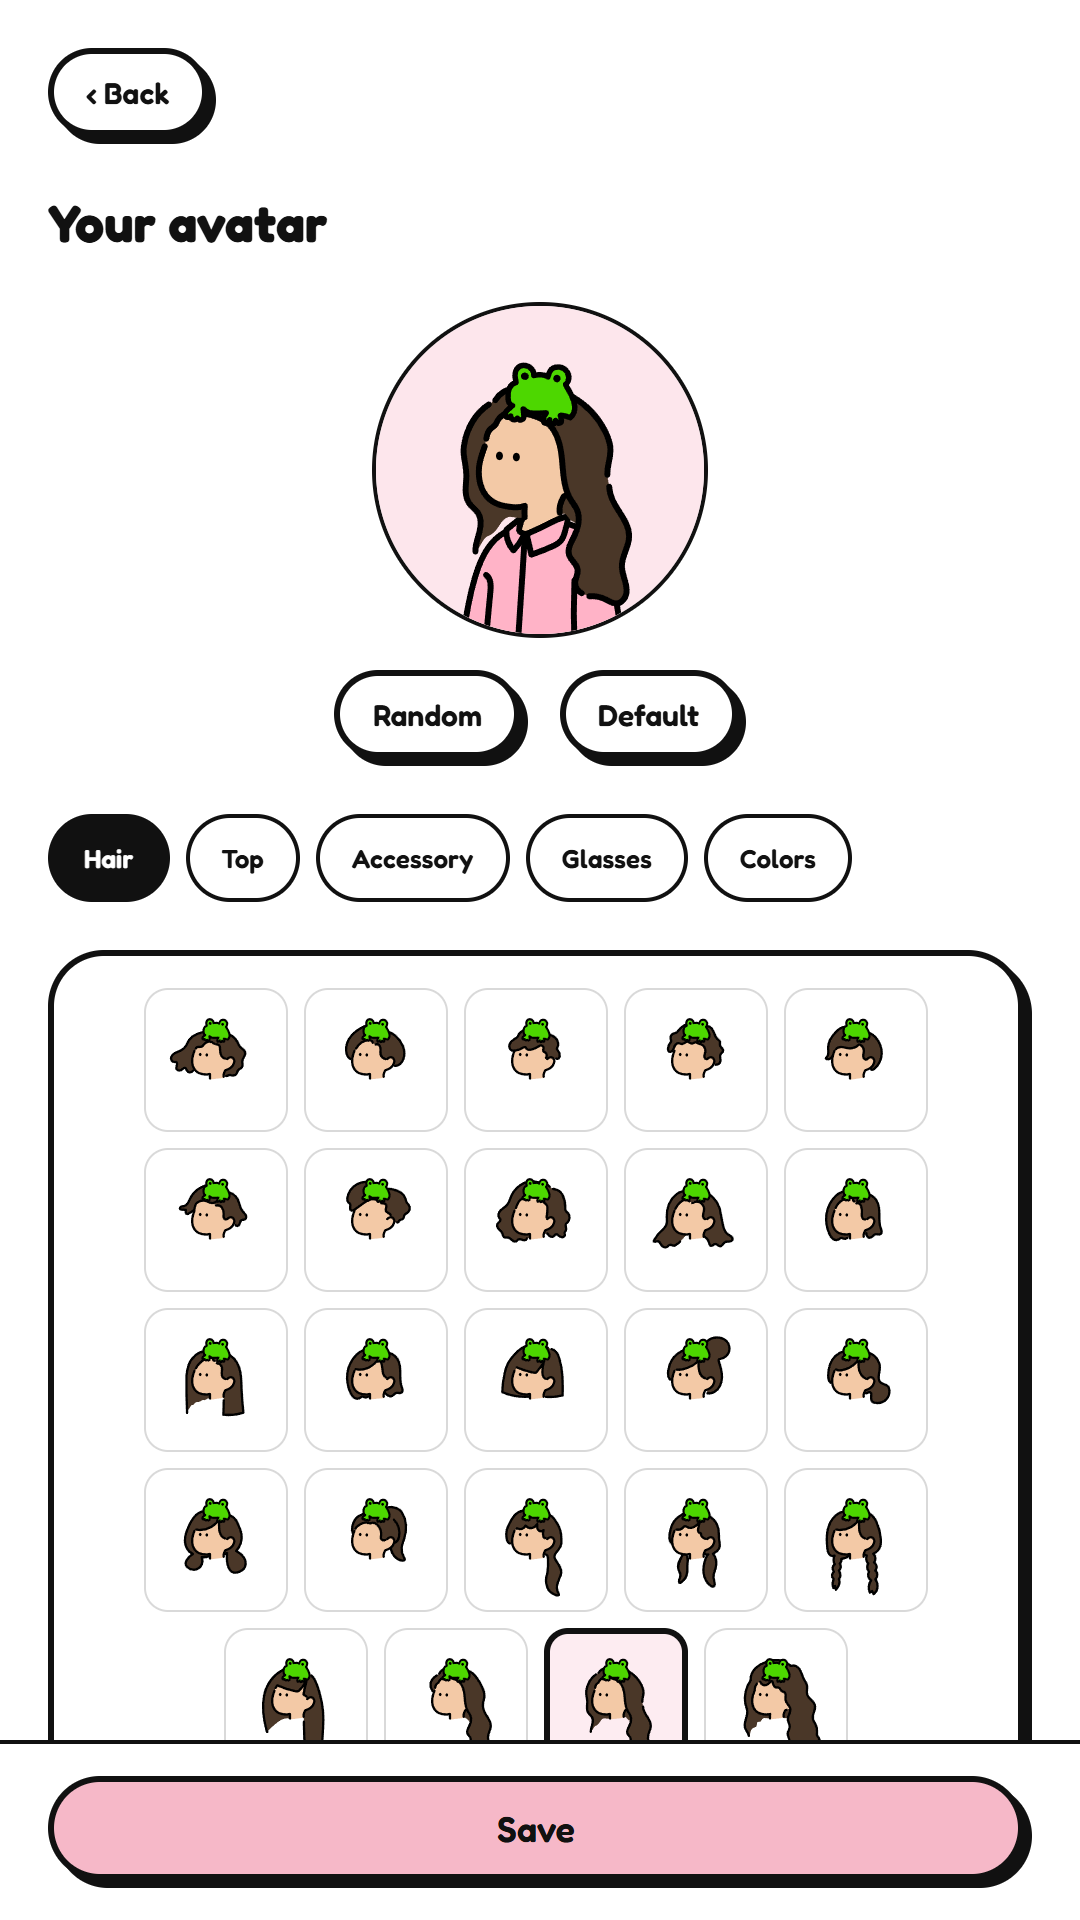 ‹ Back
Your avatar
Random
Default
Hair
Top
Accessory
Glasses
Colors
Save